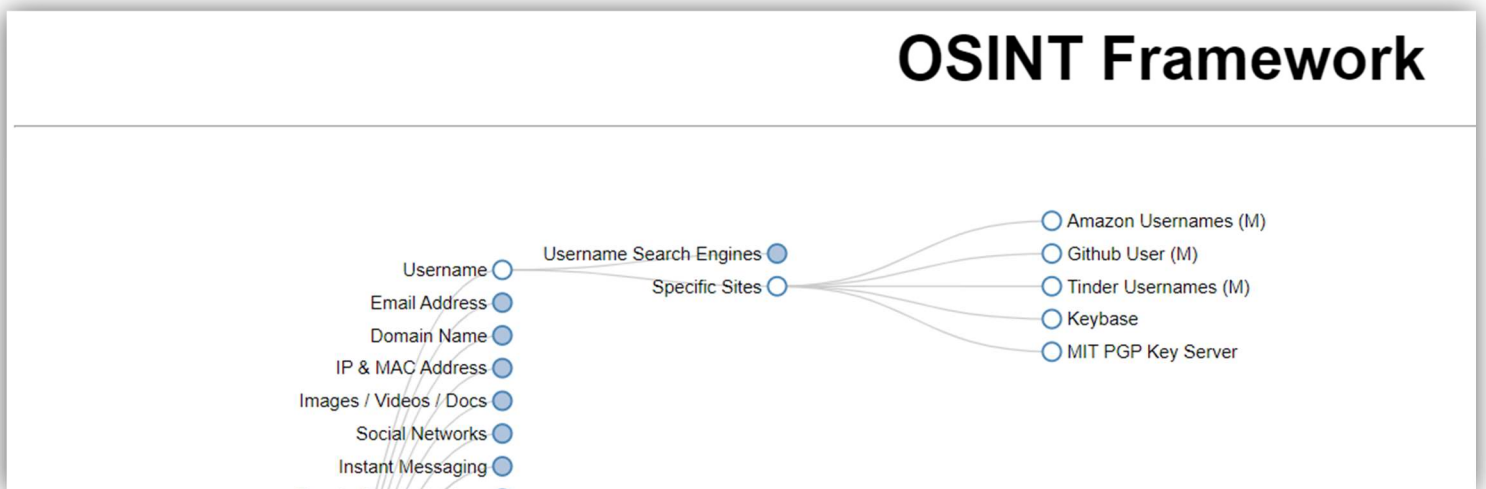 OSINT Framework
Username
Email Address
Domain Name
IP & MAC Address
Images / Videos / Docs
Social Networks
Instant Messaging
Username Search Engines
Specific Sites
Amazon Usernames (M)
Github User (M)
Tinder Usernames (M)
Keybase
MIT PGP Key Server